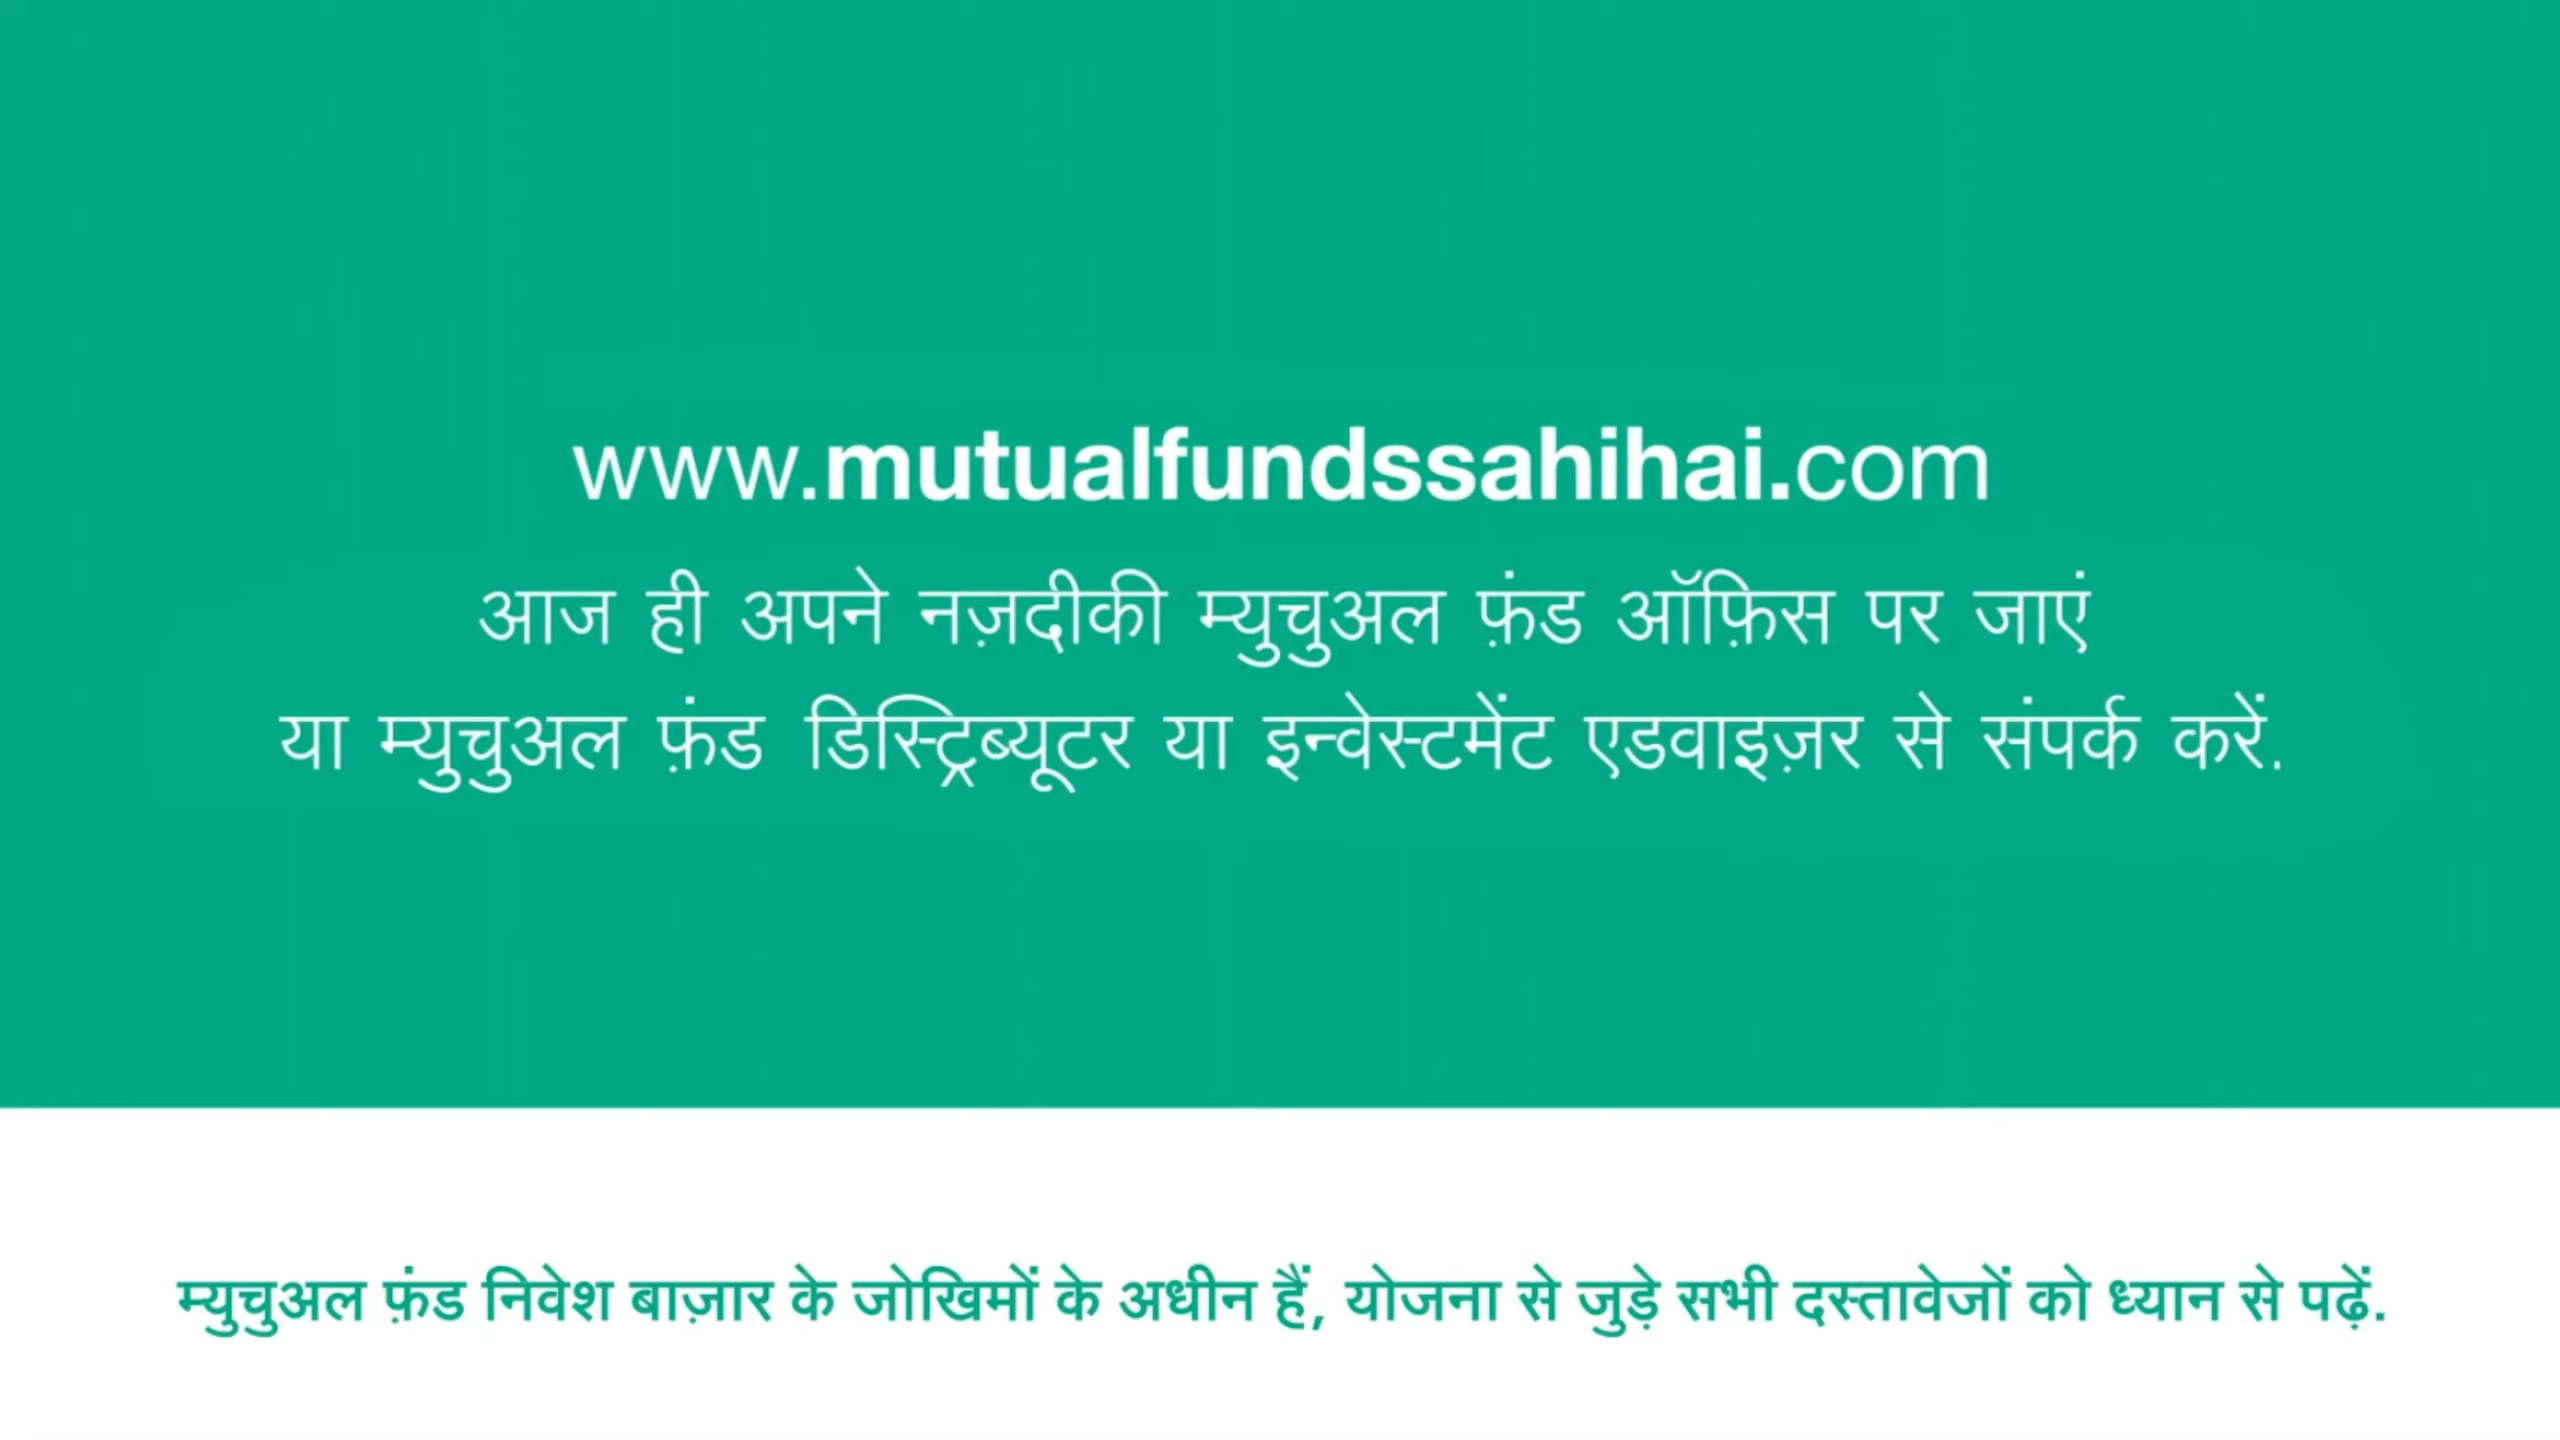 www.mutualfundssahihai.com
आज ही अपने नज़दीकी म्युचुअल फ़ंड ऑफ़िस पर जाएं
या म्युचुअल फ़ंड डिस्ट्रिब्यूटर या इन्वेस्टमेंट एडवाइज़र से संपर्क करें.
म्युचुअल फ़ंड निवेश बाज़ार के जोखिमों के अधीन हैं, योजना से जुड़े सभी दस्तावेजों को ध्यान से पढ़ें.